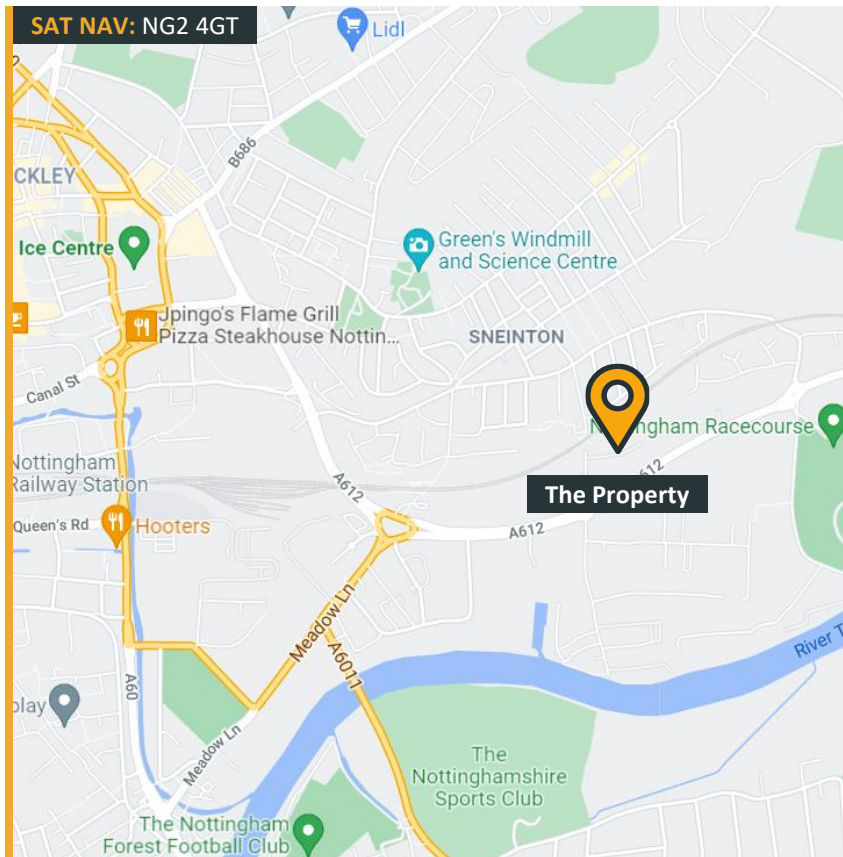 SAT NAV: NG2 4GT
Lidl
B686
CKLEY
Ice Centre
Green's Windmill
and Science Centre
Jpingo's Flame Grill
Pizza Steakhouse Nottin...
SNEINTON
Canal St
Nottingham Racecourse
Nottingham
Railway Station
A612
A612
The Property
Queen's Rd
Hooters
A612
Meadow Ln
A6011
River T
A60
play
Meadow Ln
The
Nottinghamshire
Sports Club
The Nottingham
Forest Football Club